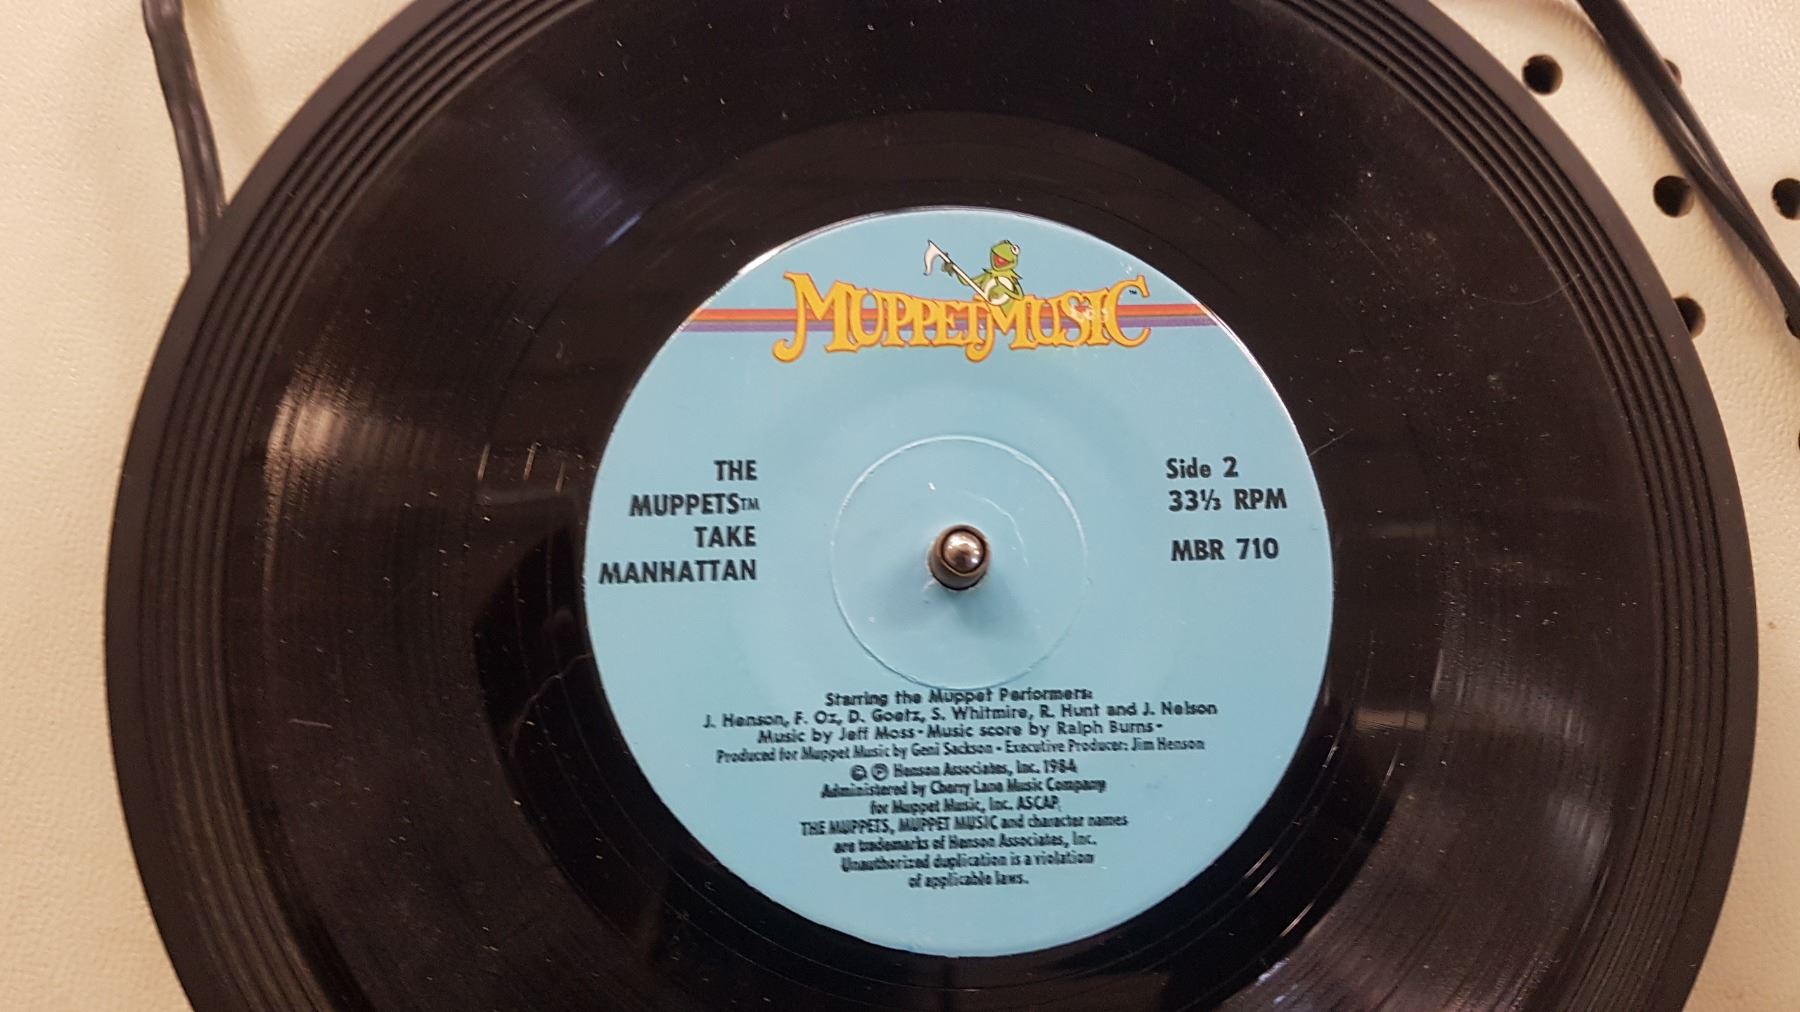 MUPPET MUSIC™
THE
MUPPETS™
TAKE
MANHATTAN
Side 2
33⅓ RPM
MBR 710
Starring the Muppet Performers:
J. Henson, F. Oz, D. Goetz, S. Whitmire, R. Hunt and J. Nelson
Music by Jeff Moss · Music score by Ralph Burns ·
Produced for Muppet Music by Geni Sackson · Executive Producer: Jim Henson
© ℗ Henson Associates, Inc. 1984
Administered by Cherry Lane Music Company
for Muppet Music, Inc. ASCAP.
THE MUPPETS, MUPPET MUSIC and character names
are trademarks of Henson Associates, Inc.
Unauthorized duplication is a violation
of applicable laws.